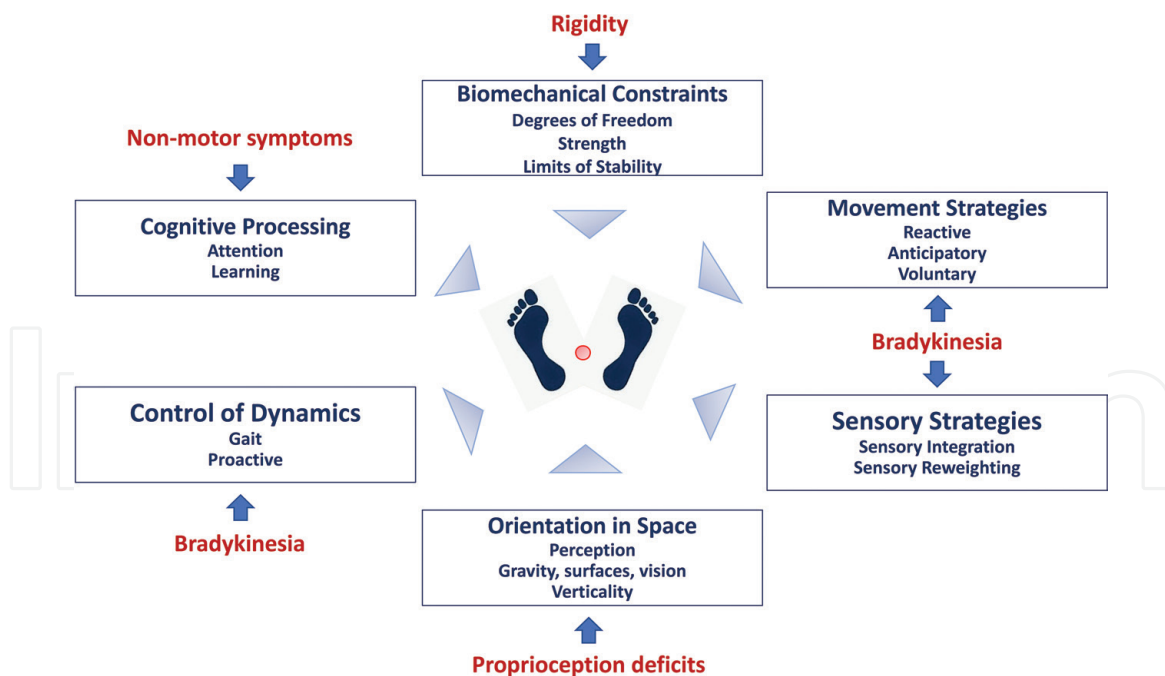 Rigidity
Biomechanical Constraints
Degrees of Freedom
Strength
Limits of Stability
Non-motor symptoms
Cognitive Processing
Attention
Learning
Movement Strategies
Reactive
Anticipatory
Voluntary
Bradykinesia
Control of Dynamics
Gait
Proactive
Bradykinesia
Sensory Strategies
Sensory Integration
Sensory Reweighting
Orientation in Space
Perception
Gravity, surfaces, vision
Verticality
Proprioception deficits